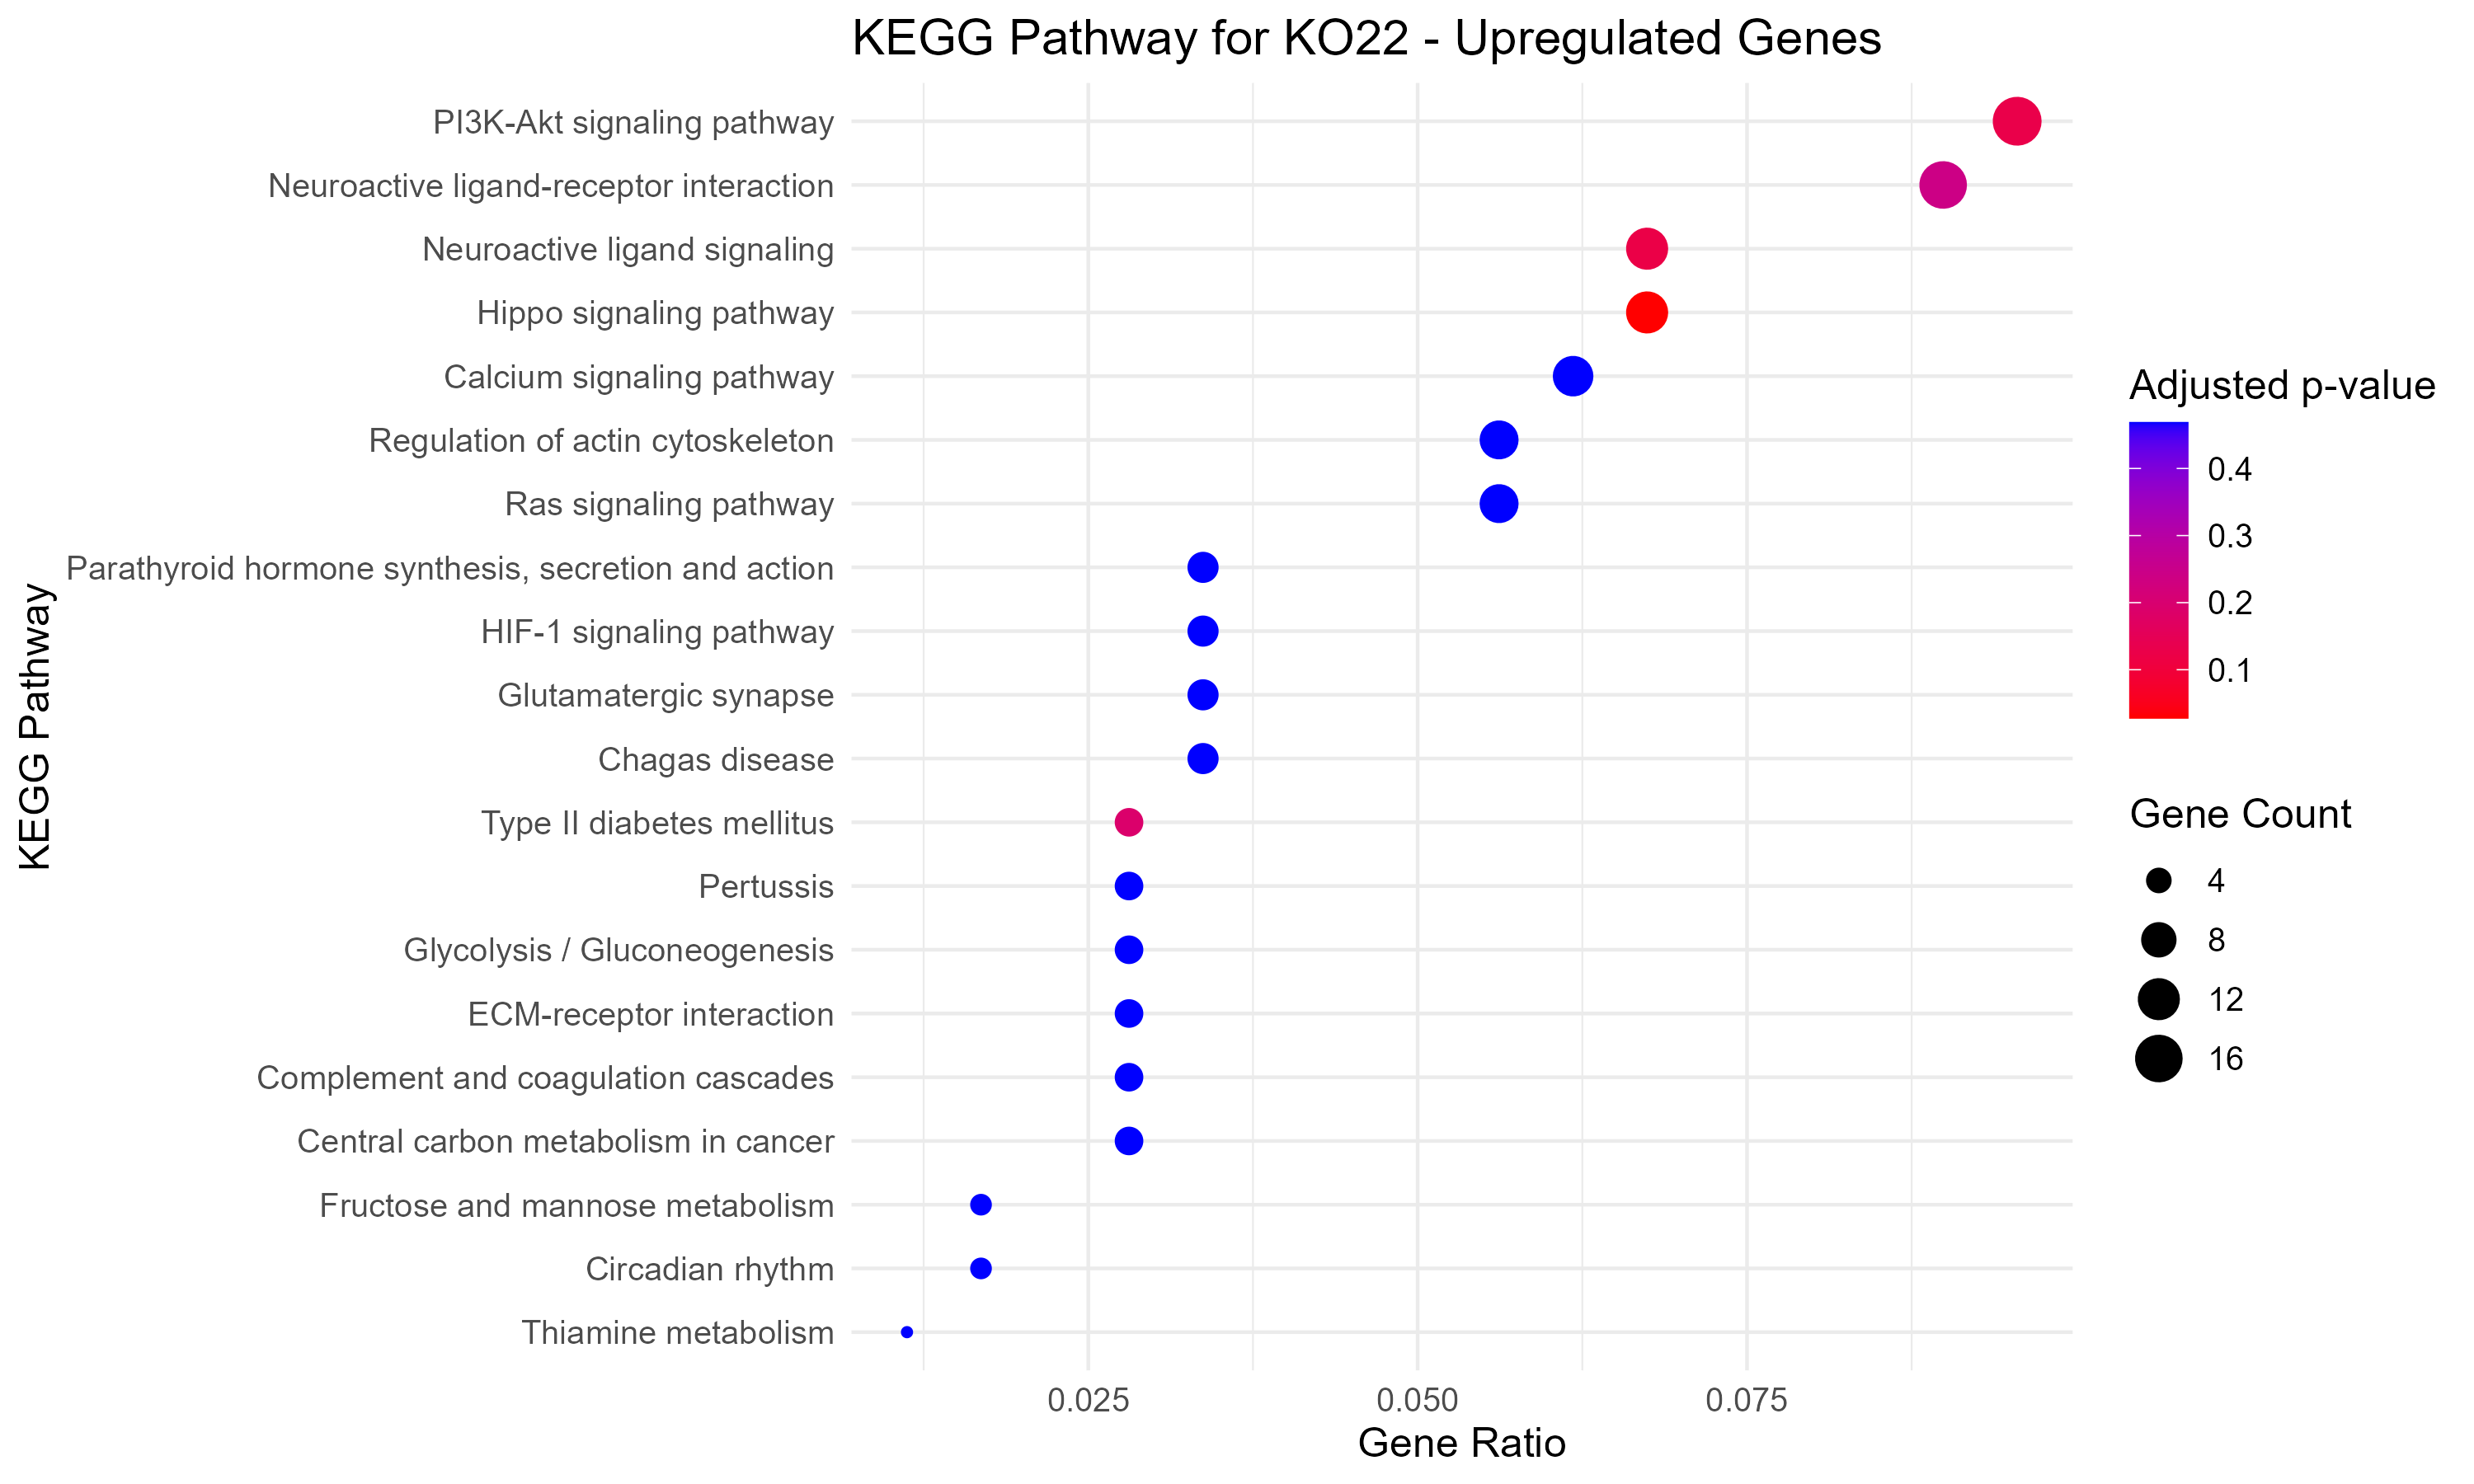 KEGG Pathway for KO22 - Upregulated Genes
KEGG Pathway
PI3K-Akt signaling pathway
Neuroactive ligand-receptor interaction
Neuroactive ligand signaling
Hippo signaling pathway
Calcium signaling pathway
Regulation of actin cytoskeleton
Ras signaling pathway
Parathyroid hormone synthesis, secretion and action
HIF-1 signaling pathway
Glutamatergic synapse
Chagas disease
Type II diabetes mellitus
Pertussis
Glycolysis / Gluconeogenesis
ECM-receptor interaction
Complement and coagulation cascades
Central carbon metabolism in cancer
Fructose and mannose metabolism
Circadian rhythm
Thiamine metabolism
0.025
0.050
0.075
Gene Ratio
Adjusted p-value
0.4
0.3
0.2
0.1
Gene Count
4
8
12
16